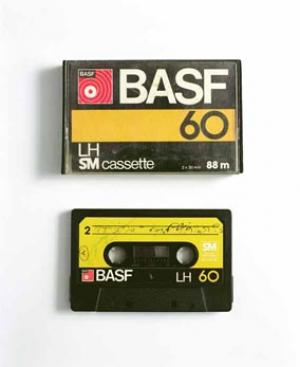 BASF
BASF
60
LH
SM cassette
2 x 30 min
88 m
2
SM
BASF
LH 60